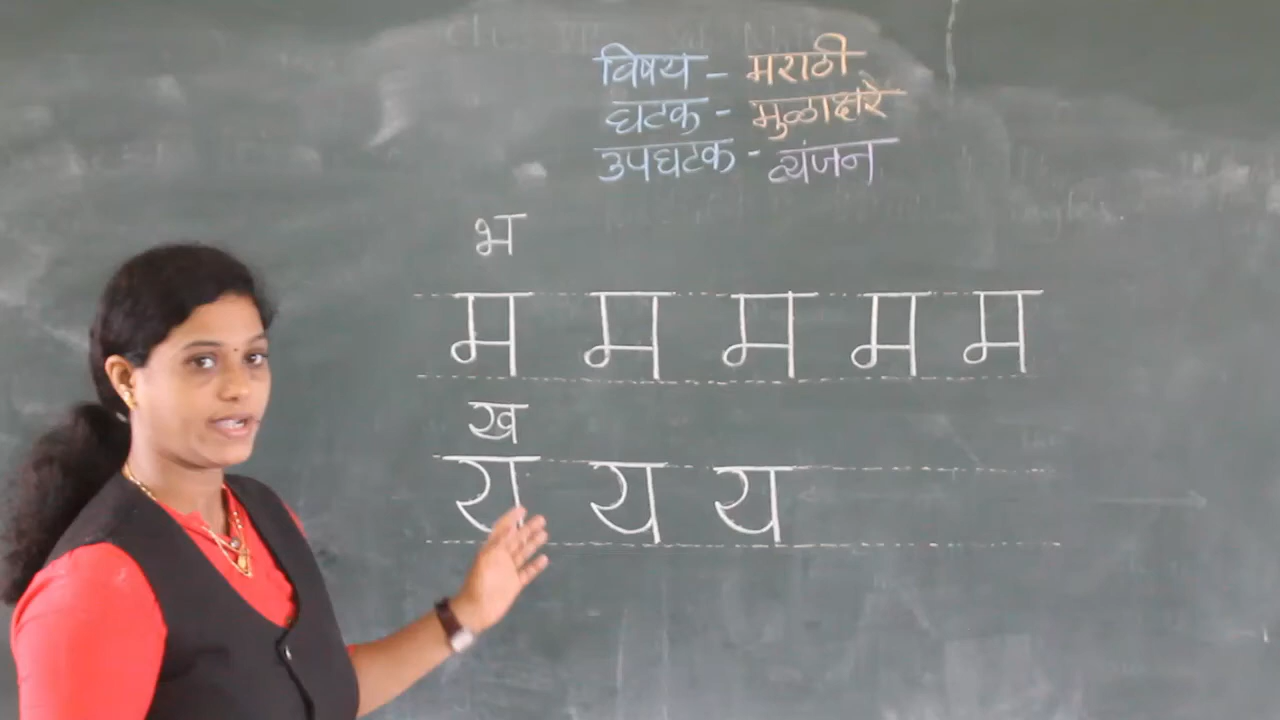 विषय - मराठी
घटक - मुळाक्षरे
उपघटक - व्यंजन
भ
म म म म म
ख
य य य